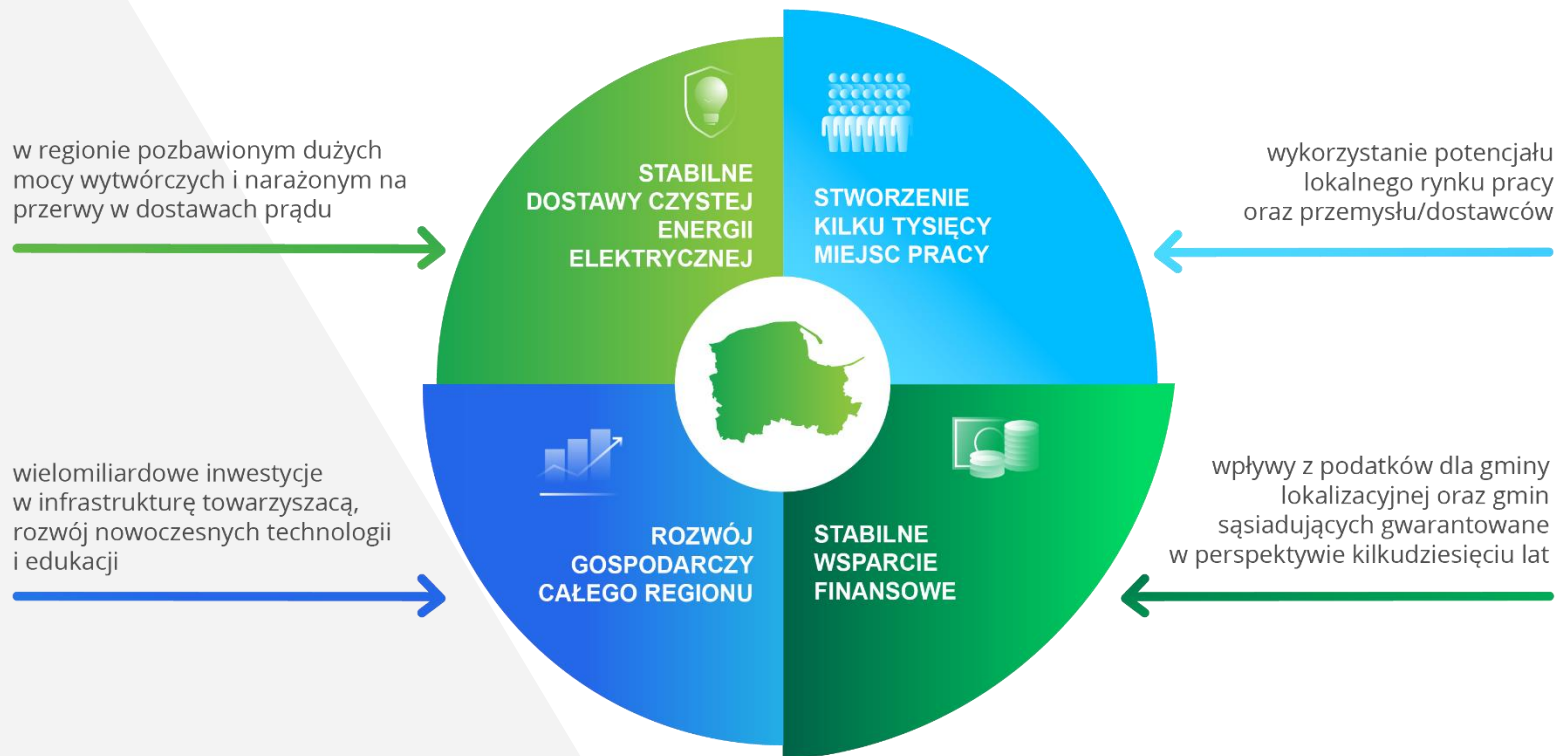 w regionie pozbawionym dużych
mocy wytwórczych i narażonym na
przerwy w dostawach prądu
STABILNE
DOSTAWY CZYSTEJ
ENERGII
ELEKTRYCZNEJ
STWORZENIE
KILKU TYSIĘCY
MIEJSC PRACY
wykorzystanie potencjału
lokalnego rynku pracy
oraz przemysłu/dostawców
wielomiliardowe inwestycje
w infrastrukturę towarzyszacą,
rozwój nowoczesnych technologii
i edukacji
ROZWÓJ
GOSPODARCZY
CAŁEGO REGIONU
STABILNE
WSPARCIE
FINANSOWE
wpływy z podatków dla gminy
lokalizacyjnej oraz gmin
sąsiadujących gwarantowane
w perspektywie kilkudziesięciu lat